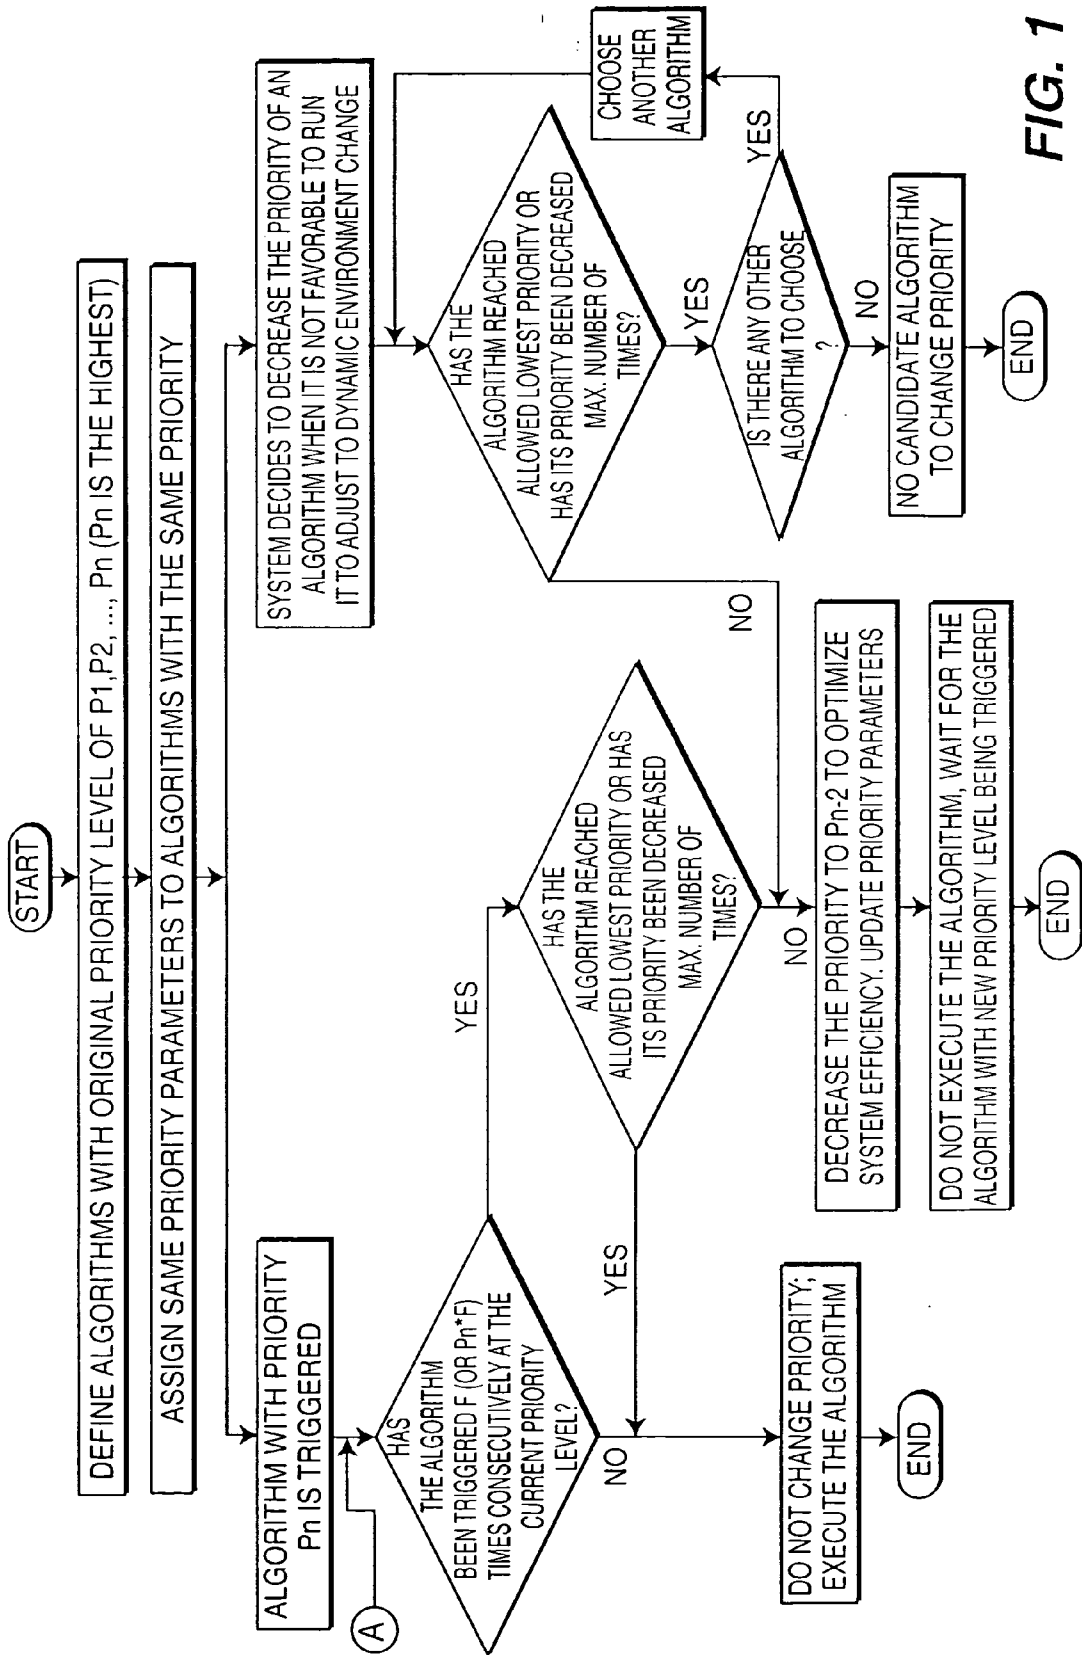 START
DEFINE ALGORITHMS WITH ORIGINAL PRIORITY LEVEL OF P1,P2, ..., Pn (Pn IS THE HIGHEST)
ASSIGN SAME PRIORITY PARAMETERS TO ALGORITHMS WITH THE SAME PRIORITY
ALGORITHM WITH PRIORITY
Pn IS TRIGGERED
A
HAS
THE ALGORITHM
BEEN TRIGGERED F (OR Pn*F)
TIMES CONSECUTIVELY AT THE
CURRENT PRIORITY
LEVEL?
YES
NO
HAS THE
ALGORITHM REACHED
ALLOWED LOWEST PRIORITY OR HAS
ITS PRIORITY BEEN DECREASED
MAX. NUMBER OF
TIMES?
YES
NO
DO NOT CHANGE PRIORITY;
EXECUTE THE ALGORITHM
END
DECREASE THE PRIORITY TO Pn-2 TO OPTIMIZE
SYSTEM EFFICIENCY. UPDATE PRIORITY PARAMETERS
DO NOT EXECUTE THE ALGORITHM, WAIT FOR THE
ALGORITHM WITH NEW PRIORITY LEVEL BEING TRIGGERED
END
SYSTEM DECIDES TO DECREASE THE PRIORITY OF AN
ALGORITHM WHEN IT IS NOT FAVORABLE TO RUN
IT TO ADJUST TO DYNAMIC ENVIRONMENT CHANGE
HAS THE
ALGORITHM REACHED
ALLOWED LOWEST PRIORITY OR
HAS ITS PRIORITY BEEN DECREASED
MAX. NUMBER OF
TIMES?
NO
YES
IS THERE ANY OTHER
ALGORITHM TO CHOOSE
?
YES
CHOOSE
ANOTHER
ALGORITHM
NO
NO CANDIDATE ALGORITHM
TO CHANGE PRIORITY
END
FIG. 1